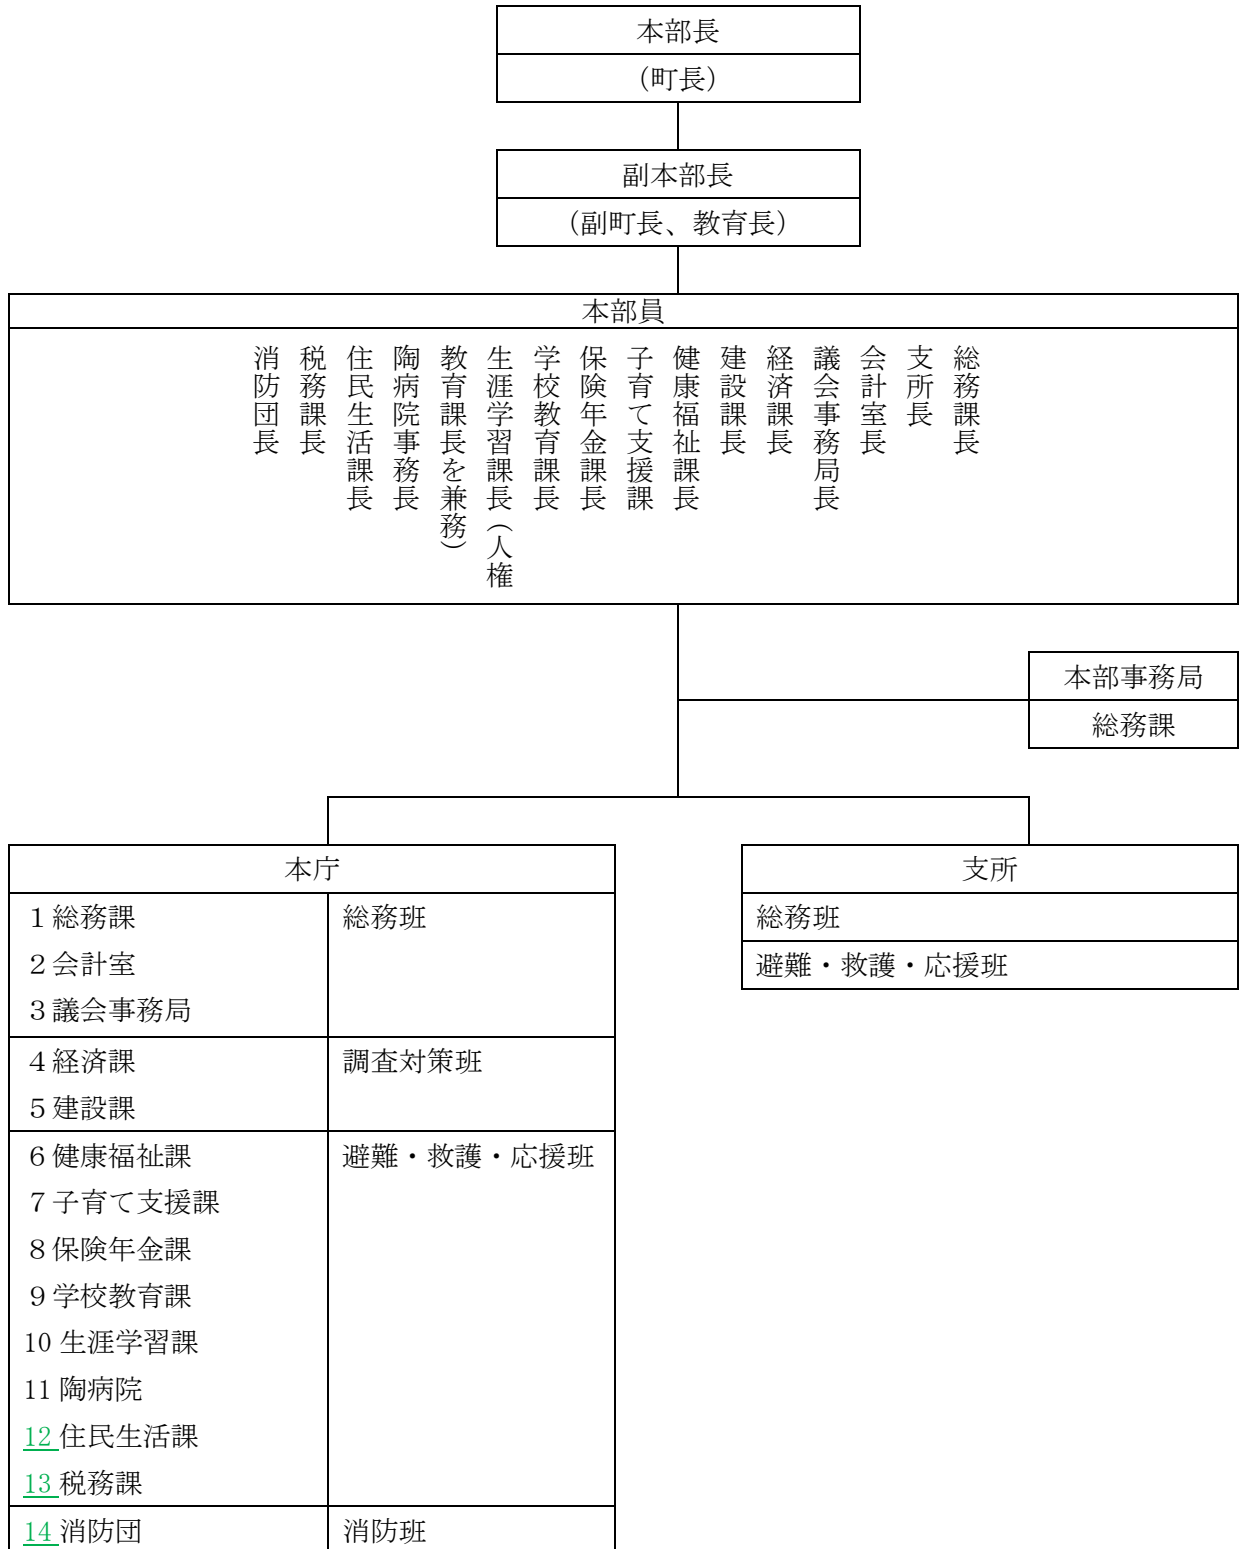 本部長
（町長）
副本部長
（副町長、教育長）
本部員
総務課長
支所長
会計室長
議会事務局長
経済課長
建設課長
健康福祉課長
子育て支援課
保険年金課長
学校教育課長
生涯学習課長（人権
教育課長を兼務）
陶病院事務長
住民生活課長
税務課長
消防団長
本部事務局
総務課
本庁
１総務課
２会計室
３議会事務局
総務班
４経済課
５建設課
調査対策班
６健康福祉課
７子育て支援課
８保険年金課
９学校教育課
10 生涯学習課
11 陶病院
12 住民生活課
13 税務課
避難・救護・応援班
14 消防団
消防班
支所
総務班
避難・救護・応援班